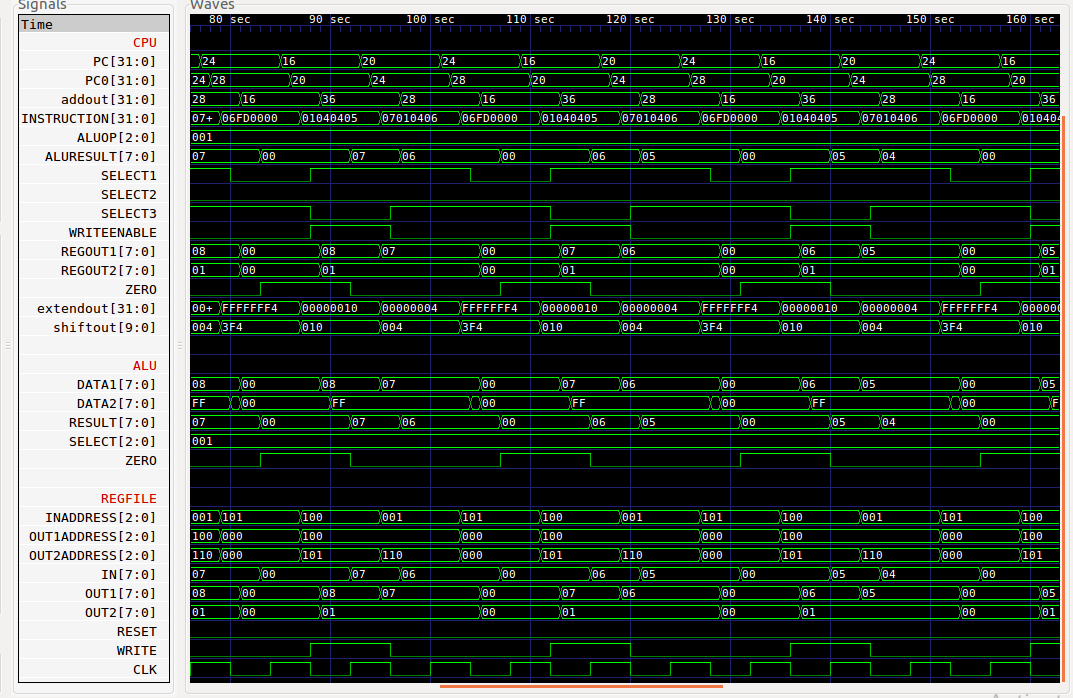 Signals
Waves
Time
80 sec 90 sec 100 sec 110 sec 120 sec 130 sec 140 sec 150 sec 160 sec
CPU
PC[31:0] 24 16 20 24 16 20 24 16 20 24 16
PC0[31:0] 24 28 20 24 28 20 24 28 20 24 28 20
addout[31:0] 28 16 36 28 16 36 28 16 36 28 16 36
INSTRUCTION[31:0] 07+ 06FD0000 01040405 07010406 06FD0000 01040405 07010406 06FD0000 01040405 07010406 06FD0000 010404
ALUOP[2:0] 001
ALURESULT[7:0] 07 00 07 06 00 06 05 00 05 04 00
SELECT1
SELECT2
SELECT3
WRITEENABLE
REGOUT1[7:0] 08 00 08 07 00 07 06 00 06 05 00 05
REGOUT2[7:0] 01 00 01 00 01 00 01 00 01
ZERO
extendout[31:0] 00+ FFFFFFF4 00000010 00000004 FFFFFFF4 00000010 00000004 FFFFFFF4 00000010 00000004 FFFFFFF4 000000
shiftout[9:0] 004 3F4 010 004 3F4 010 004 3F4 010 004 3F4 010
ALU
DATA1[7:0] 08 00 08 07 00 07 06 00 06 05 00 05
DATA2[7:0] FF 00 FF 00 FF 00 FF 00 F
RESULT[7:0] 07 00 07 06 00 06 05 00 05 04 00
SELECT[2:0] 001
ZERO
REGFILE
INADDRESS[2:0] 001 101 100 001 101 100 001 101 100 001 101 100
OUT1ADDRESS[2:0] 100 000 100 000 100 000 100 000 100
OUT2ADDRESS[2:0] 110 000 101 110 000 101 110 000 101 110 000 101
IN[7:0] 07 00 07 06 00 06 05 00 05 04 00
OUT1[7:0] 08 00 08 07 00 07 06 00 06 05 00 05
OUT2[7:0] 01 00 01 00 01 00 01 00 01
RESET
WRITE
CLK